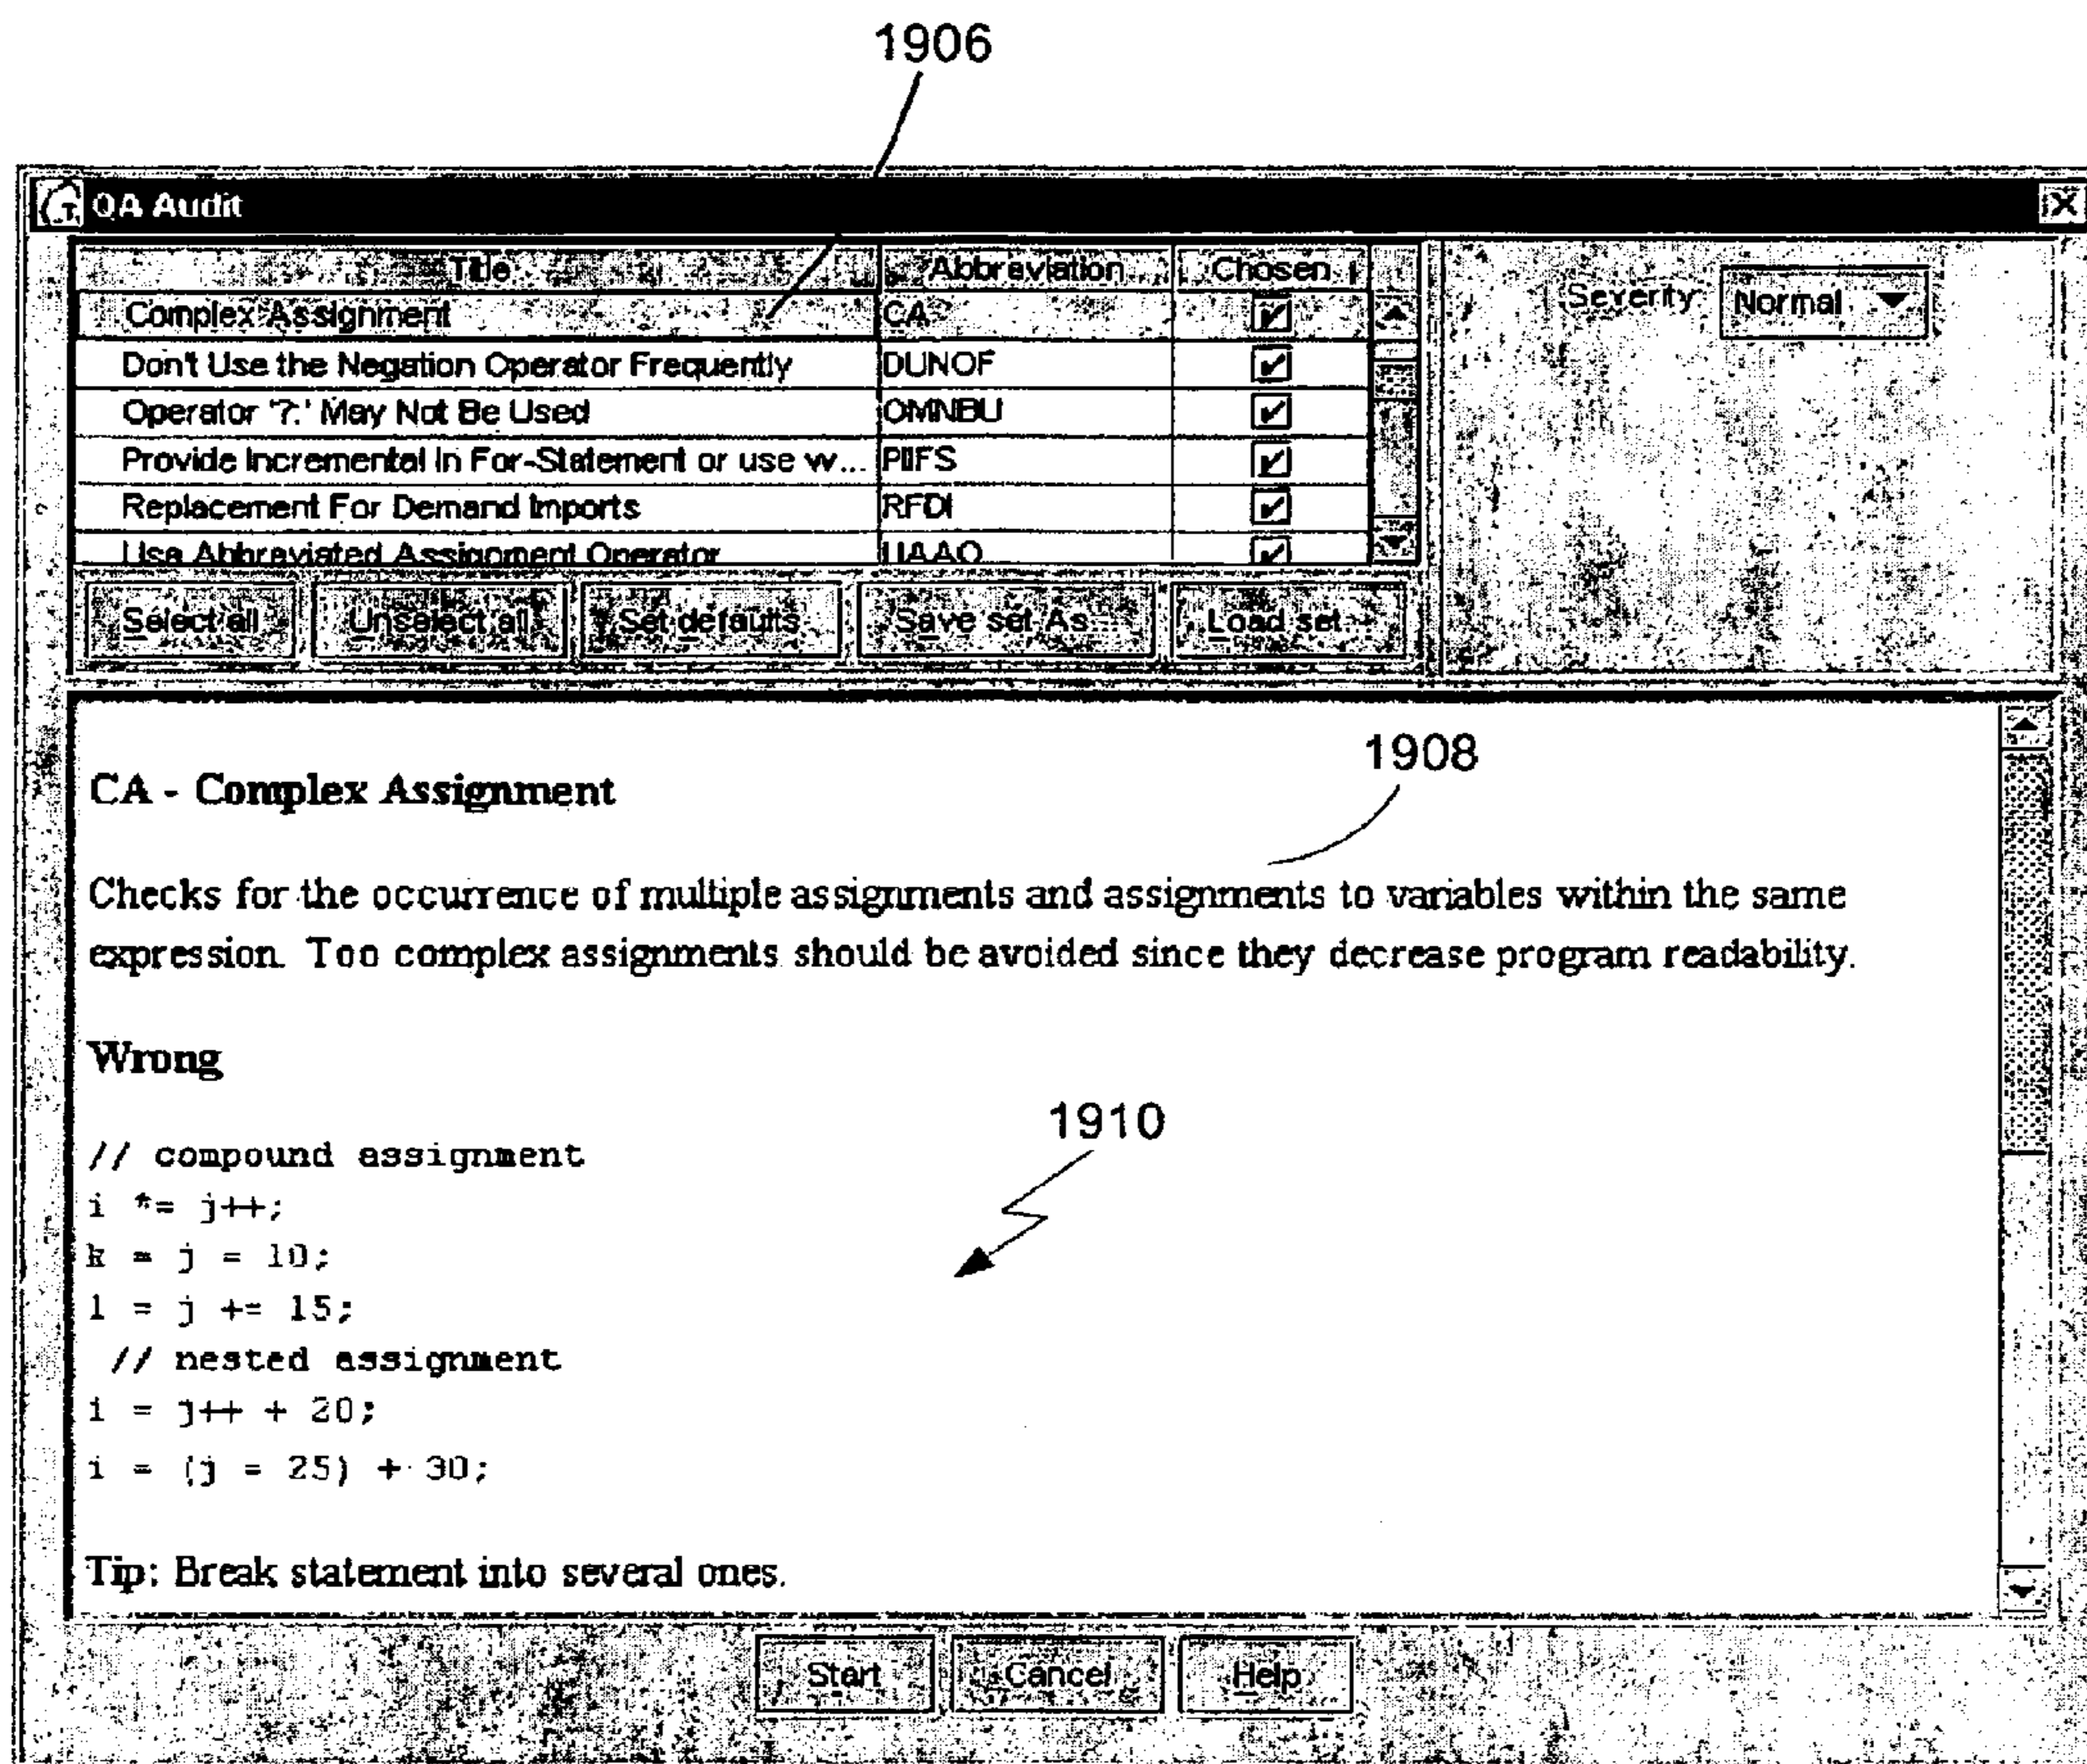 1906
QA Audit
Title Abbreviation Chosen
Complex Assignment CA
Don't Use the Negation Operator Frequently DUNOF
Operator '?:' May Not Be Used OMNBU
Provide Incremental In For-Statement or use w... PIIFS
Replacement For Demand Imports RFDI
Use Abbreviated Assignment Operator UAAO
Severity: Normal
Select all Unselect all Set defaults Save set As... Load set...
1908
CA - Complex Assignment
Checks for the occurrence of multiple assignments and assignments to variables within the same
expression. Too complex assignments should be avoided since they decrease program readability.
Wrong
1910
// compound assignment
i *= j++;
k = j = 10;
l = j += 15;
// nested assignment
i = j++ + 20;
i = (j = 25) + 30;
Tip: Break statement into several ones.
Start Cancel Help